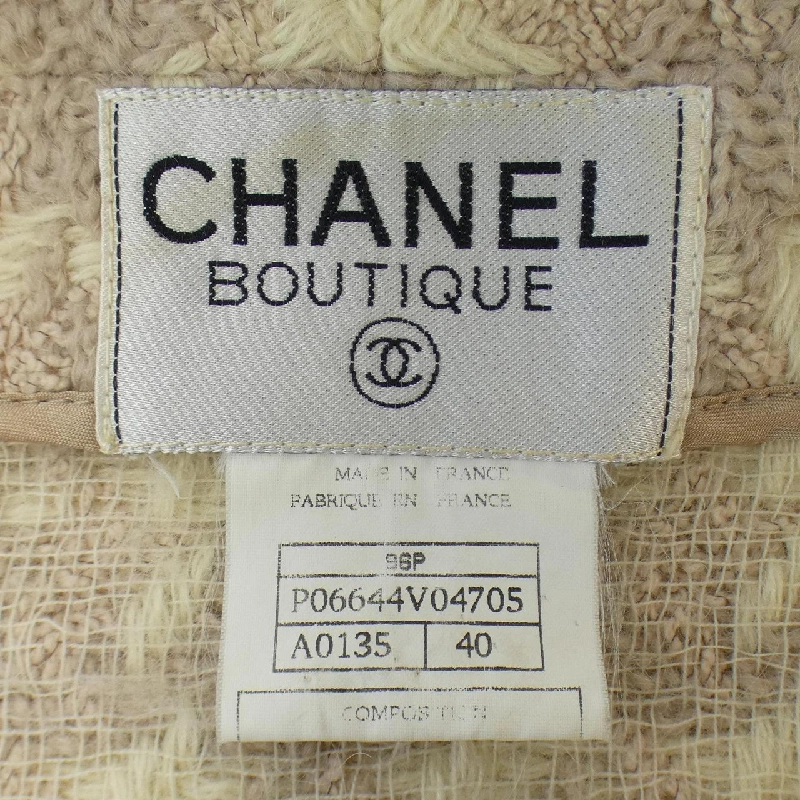 CHANEL
BOUTIQUE
MADE IN FRANCE
FABRIQUE EN FRANCE
96P
P06644V04705
A0135 40
COMPOSITION